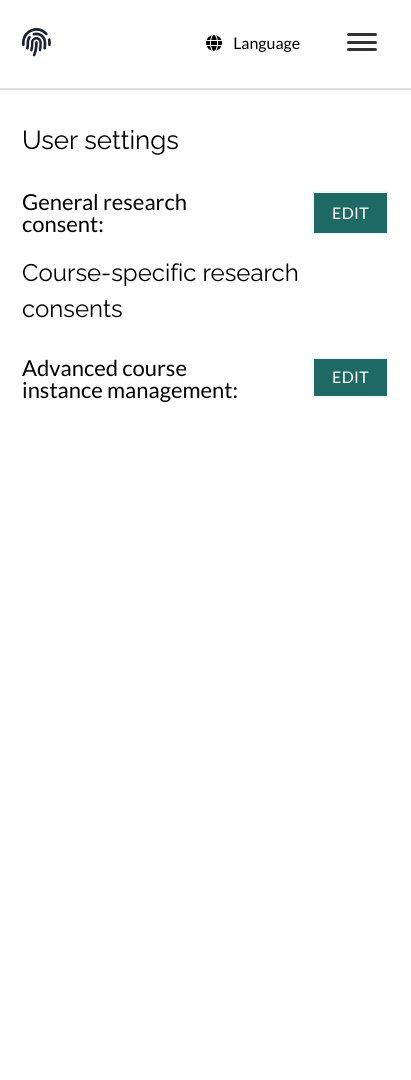 Language
User settings
General research
consent:
EDIT
Course-specific research
consents
Advanced course
instance management:
EDIT